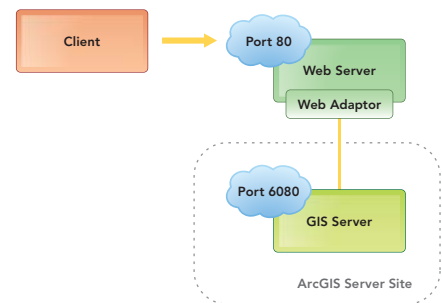 Client
Port 80
Web Server
Web Adaptor
Port 6080
GIS Server
ArcGIS Server Site